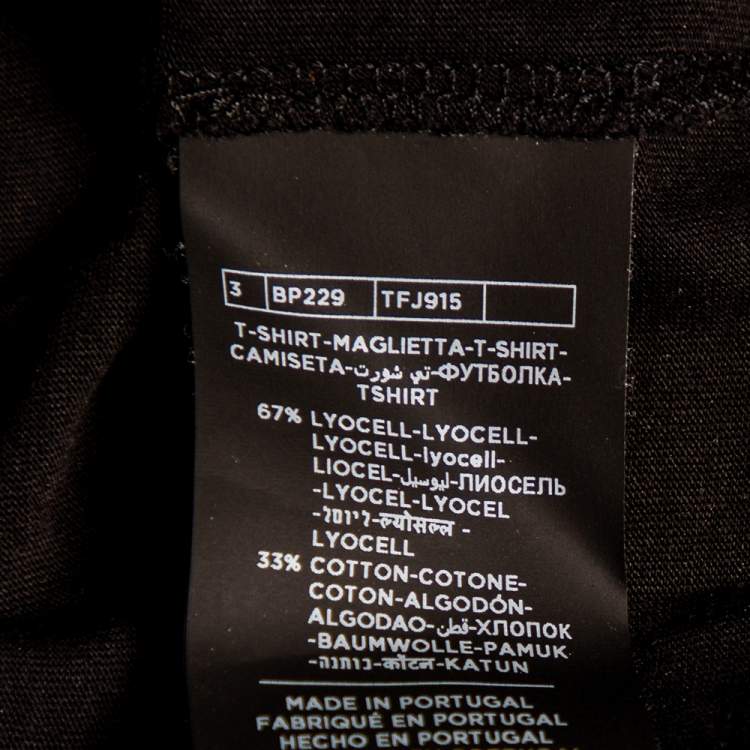 3 BP229 TFJ915
T-SHIRT-MAGLIETTA-T-SHIRT-
CAMISETA-تي شورت-ФУТБОЛКА-
TSHIRT
67% LYOCELL-LYOCELL-
LYOCELL-lyocell-
LIOCEL-ليوسيل-ЛИОСЕЛЬ
-LYOCEL-LYOCEL
-ליוסל-ल्योसल्ल -
LYOCELL
33% COTTON-COTONE-
COTON-ALGODÓN-
ALGODAO-قطن-ХЛОПОК
-BAUMWOLLE-PAMUK
-כותנה-कॉटन-KATUN
MADE IN PORTUGAL
FABRIQUÉ EN PORTUGAL
HECHO EN PORTUGAL